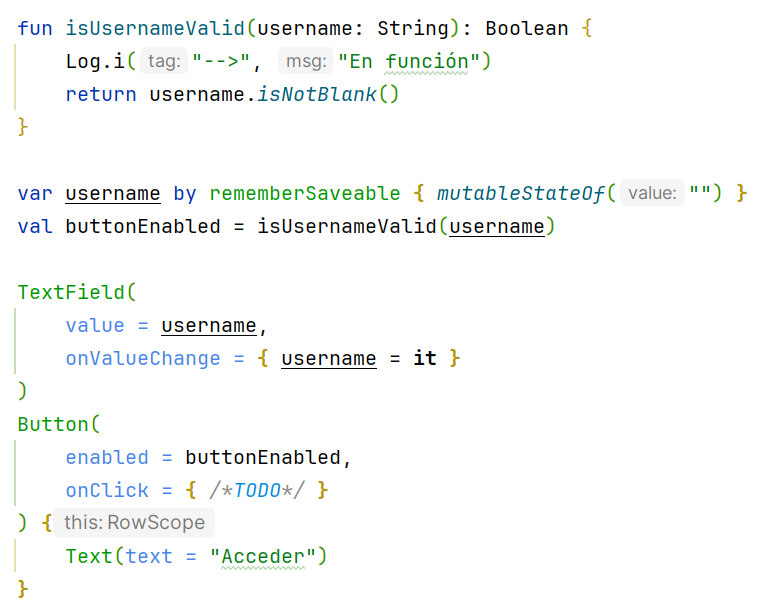 fun isUsernameValid(username: String): Boolean {
    Log.i( tag: "-->",  msg: "En función")
    return username.isNotBlank()
}

var username by rememberSaveable { mutableStateOf( value: "") }
val buttonEnabled = isUsernameValid(username)

TextField(
    value = username,
    onValueChange = { username = it }
)
Button(
    enabled = buttonEnabled,
    onClick = { /*TODO*/ }
) { this: RowScope
    Text(text = "Acceder")
}